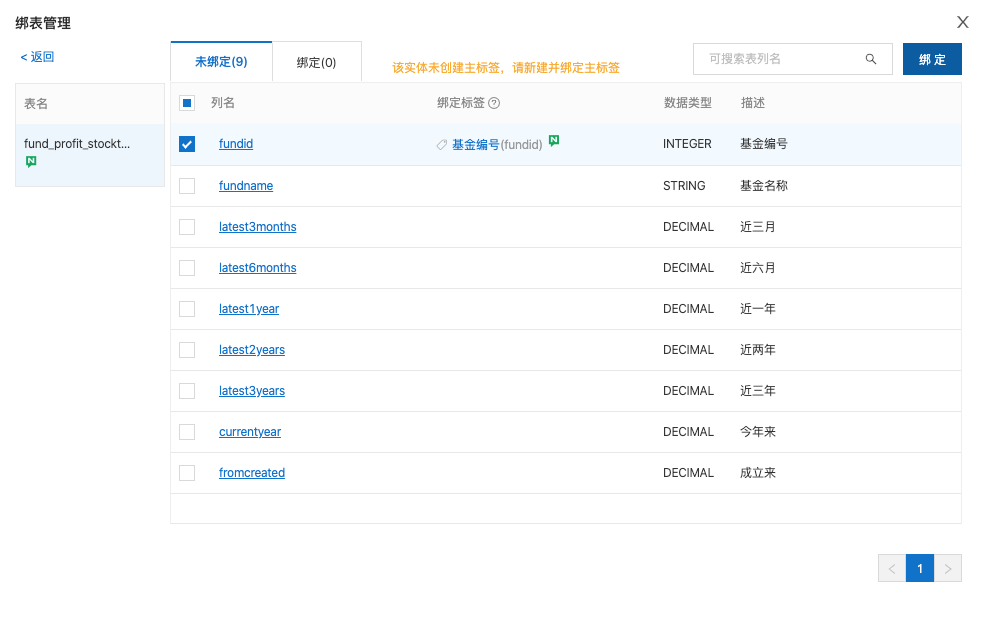 绑表管理
X
< 返回
未绑定(9)
绑定(0)
该实体未创建主标签，请新建并绑定主标签
可搜索表列名
绑 定
表名
fund_profit_stockt...
N
列名 绑定标签 ? 数据类型 描述
fundid 基金编号(fundid) N INTEGER 基金编号
fundname STRING 基金名称
latest3months DECIMAL 近三月
latest6months DECIMAL 近六月
latest1year DECIMAL 近一年
latest2years DECIMAL 近两年
latest3years DECIMAL 近三年
currentyear DECIMAL 今年来
fromcreated DECIMAL 成立来
< 1 >